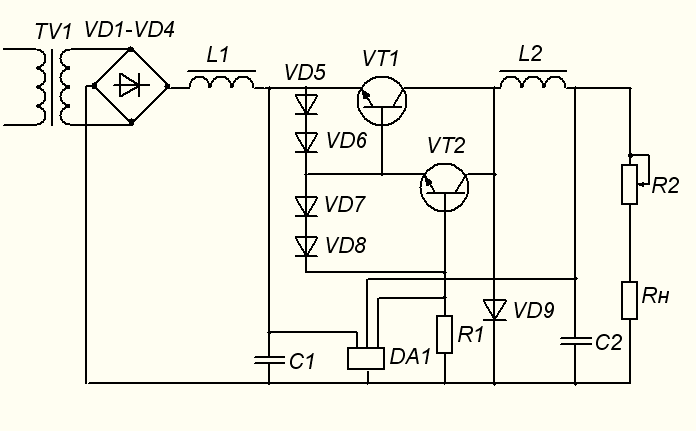 TV1 VD1-VD4
L1
L2
VT1
VD5
VD6
VT2
R2
VD7
VD8
Rн
VD9
R1
C1
DA1
C2